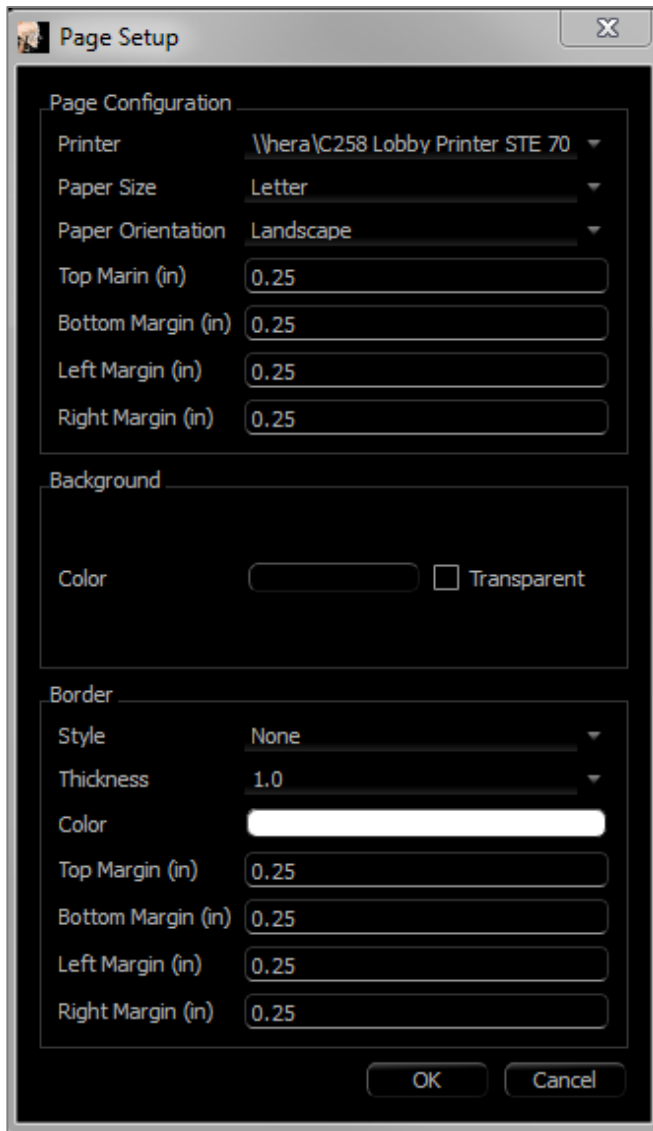 Page Setup
Page Configuration
Printer \\hera\C258 Lobby Printer STE 70
Paper Size Letter
Paper Orientation Landscape
Top Marin (in) 0.25
Bottom Margin (in) 0.25
Left Margin (in) 0.25
Right Margin (in) 0.25
Background
Color Transparent
Border
Style None
Thickness 1.0
Color
Top Margin (in) 0.25
Bottom Margin (in) 0.25
Left Margin (in) 0.25
Right Margin (in) 0.25
OK Cancel